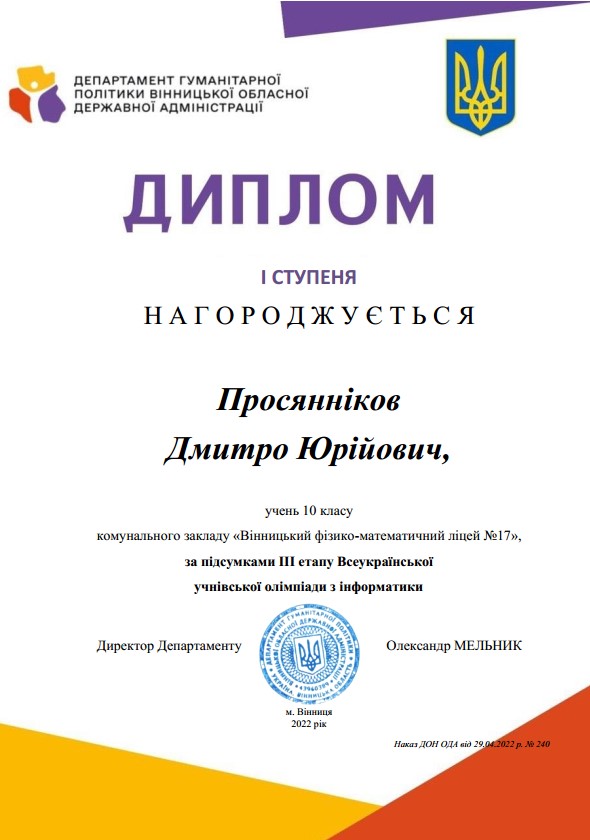 ДЕПАРТАМЕНТ ГУМАНІТАРНОЇ
ПОЛІТИКИ ВІННИЦЬКОЇ ОБЛАСНОЇ
ДЕРЖАВНОЇ АДМІНІСТРАЦІЇ
ДИПЛОМ
І СТУПЕНЯ
НАГОРОДЖУЄТЬСЯ
Просянніков
Дмитро Юрійович,
учень 10 класу
комунального закладу «Вінницький фізико-математичний ліцей №17»,
за підсумками ІІІ етапу Всеукраїнської
учнівської олімпіади з інформатики
Директор Департаменту
Олександр МЕЛЬНИК
м. Вінниця
2022 рік
Наказ ДОН ОДА від 29.04.2022 р. № 240